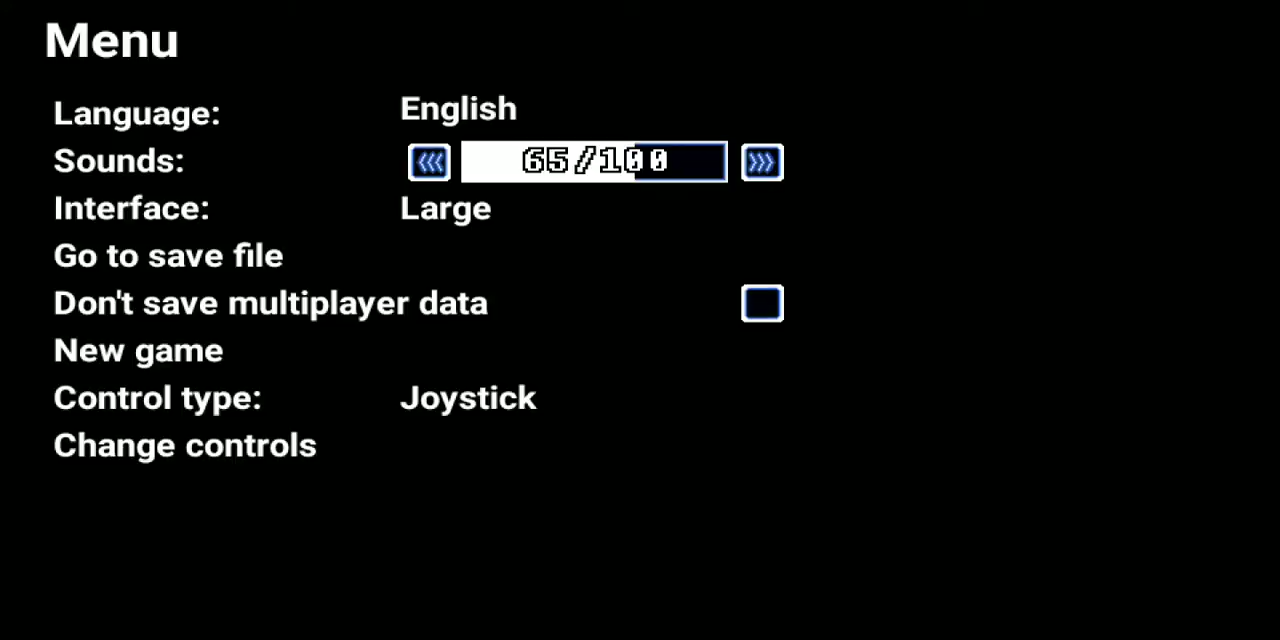 Menu
Language: English
Sounds: 65/100
Interface: Large
Go to save file
Don't save multiplayer data
New game
Control type: Joystick
Change controls